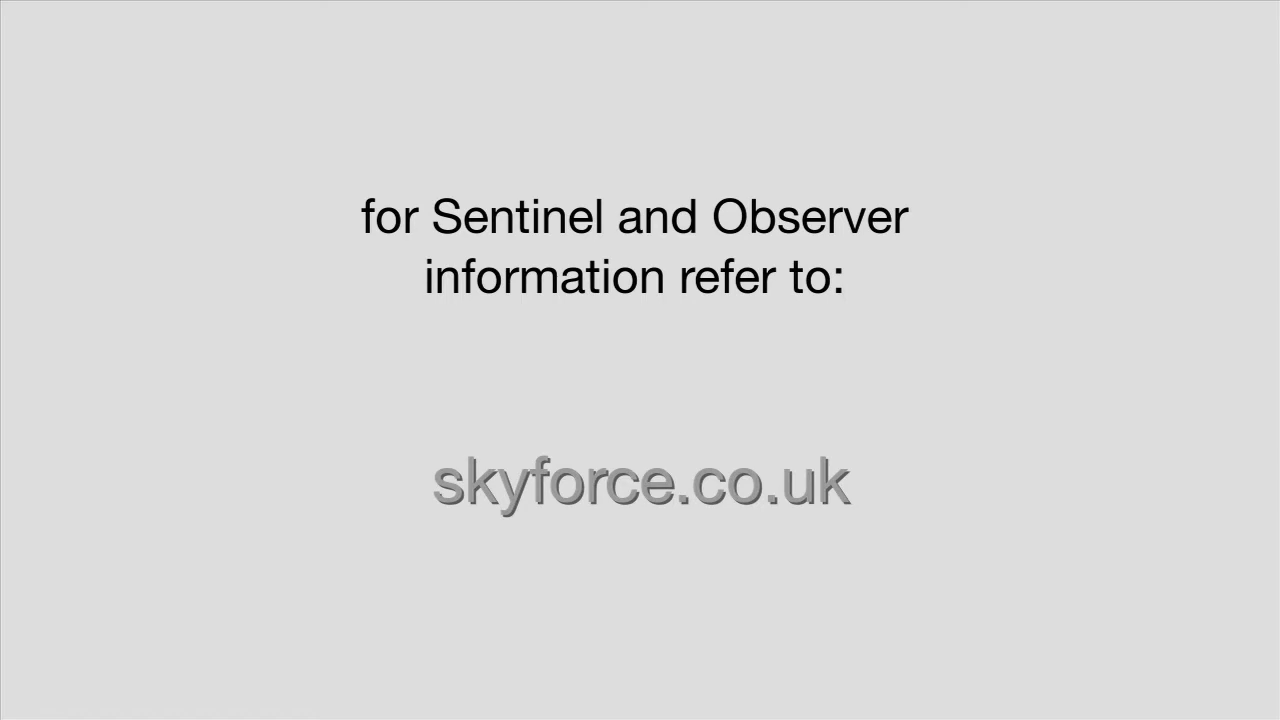 for Sentinel and Observer
information refer to:
skyforce.co.uk